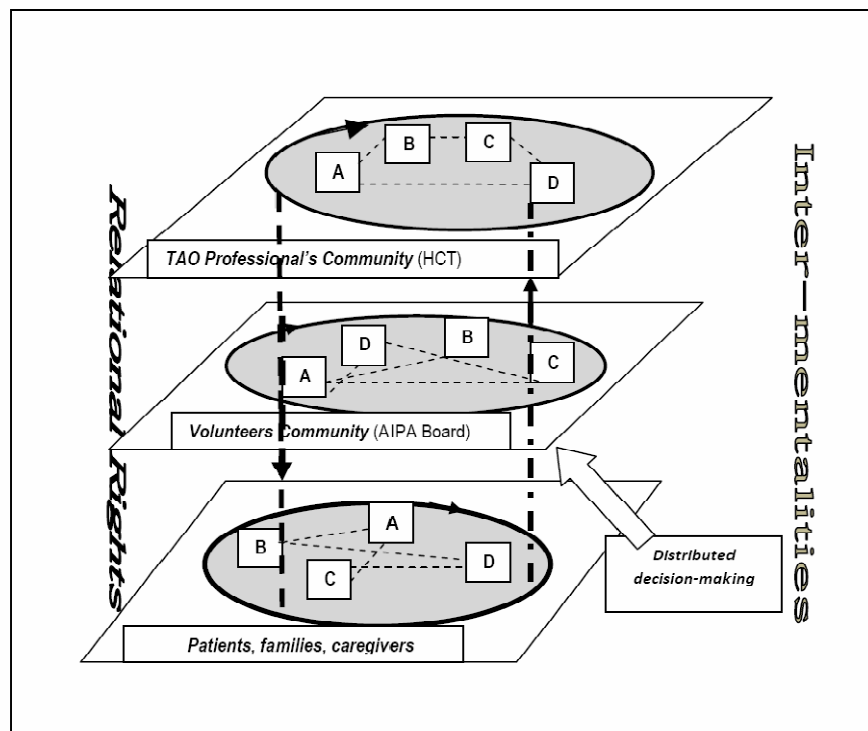 B
C
A
D
TAO Professional's Community (HCT)
D
B
A
C
Volunteers Community (AIPA Board)
A
B
D
C
Patients, families, caregivers
Distributed
decision-making
Relational Rights
Inter-mentalities